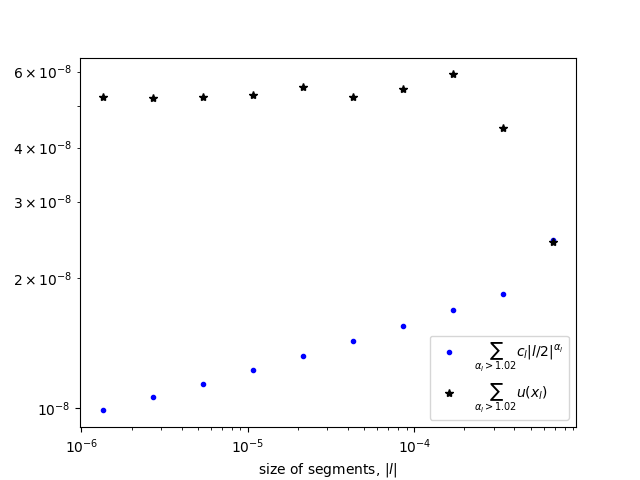 6 × 10⁻⁸
4 × 10⁻⁸
3 × 10⁻⁸
2 × 10⁻⁸
10⁻⁸
10⁻⁶ 10⁻⁵ 10⁻⁴
size of segments, |l|
∑ c_l|l/2|^{α_l}
α_l > 1.02
∑ u(x_l)
α_l > 1.02